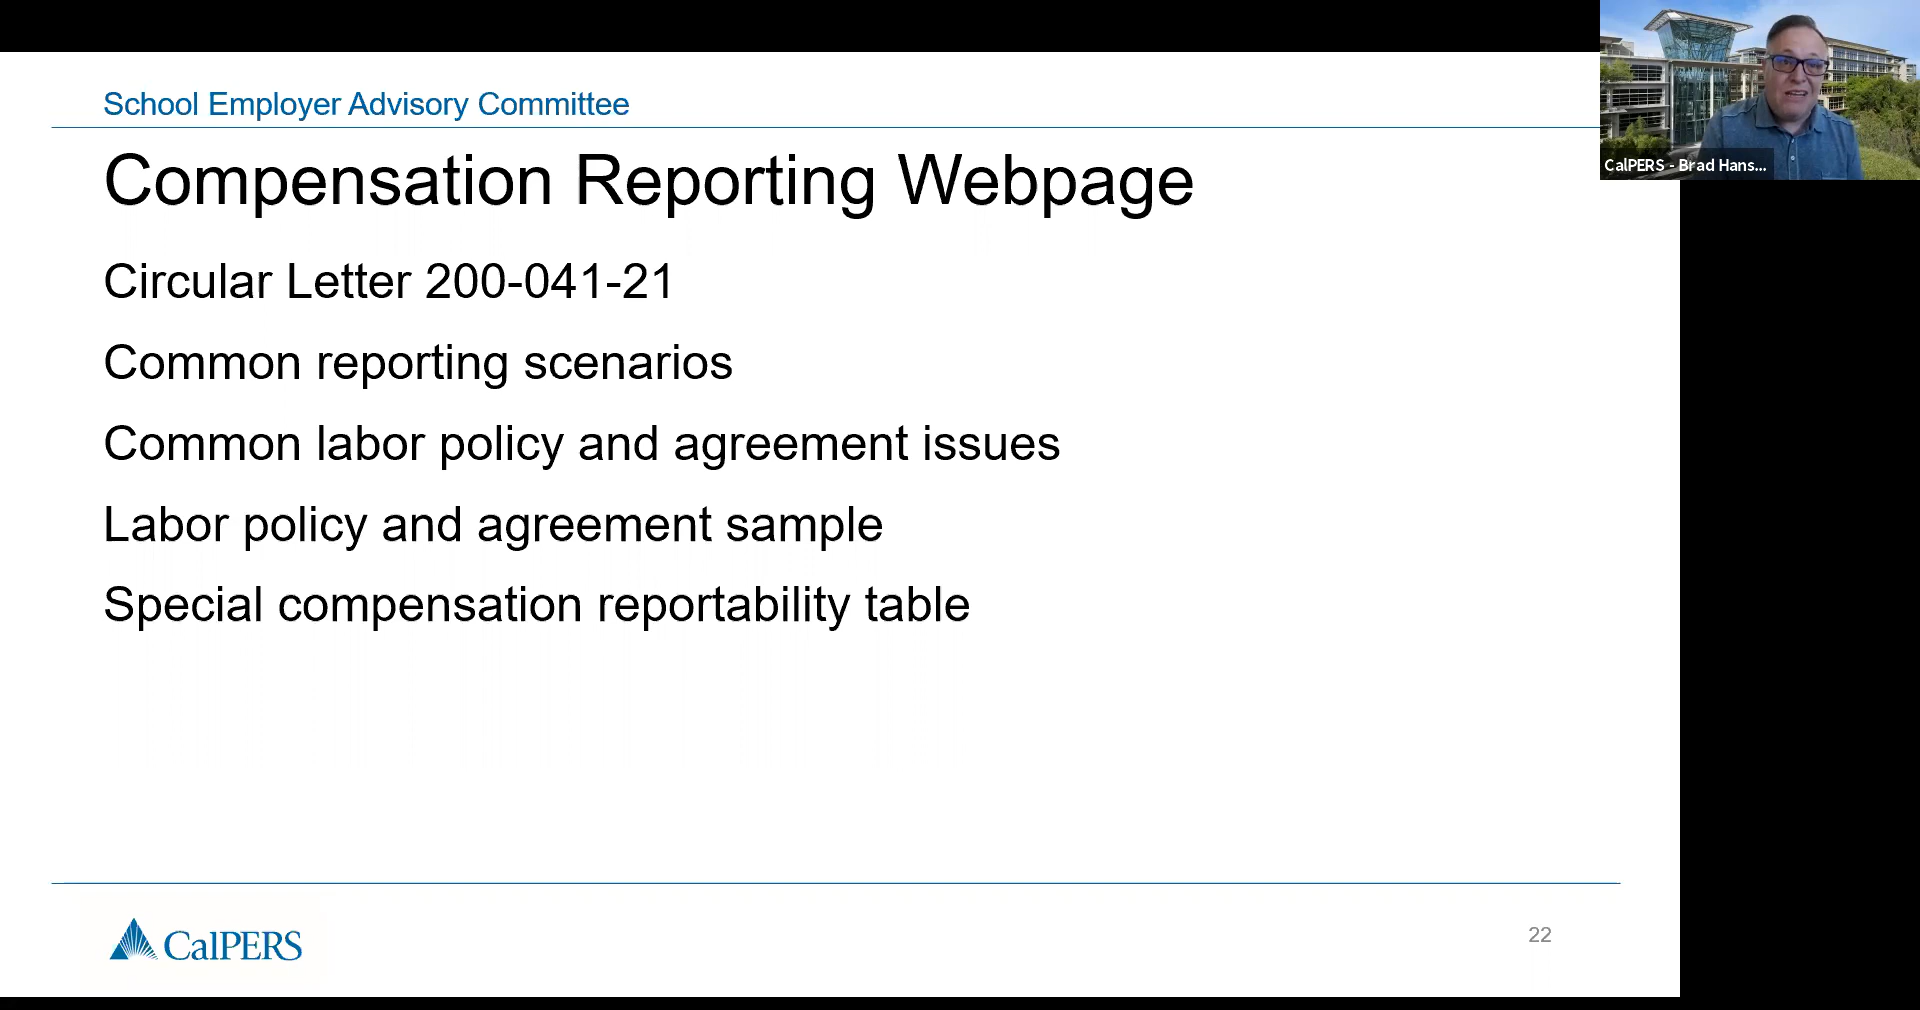 School Employer Advisory Committee
CalPERS - Brad Hans...
Compensation Reporting Webpage
Circular Letter 200-041-21
Common reporting scenarios
Common labor policy and agreement issues
Labor policy and agreement sample
Special compensation reportability table
CalPERS
22